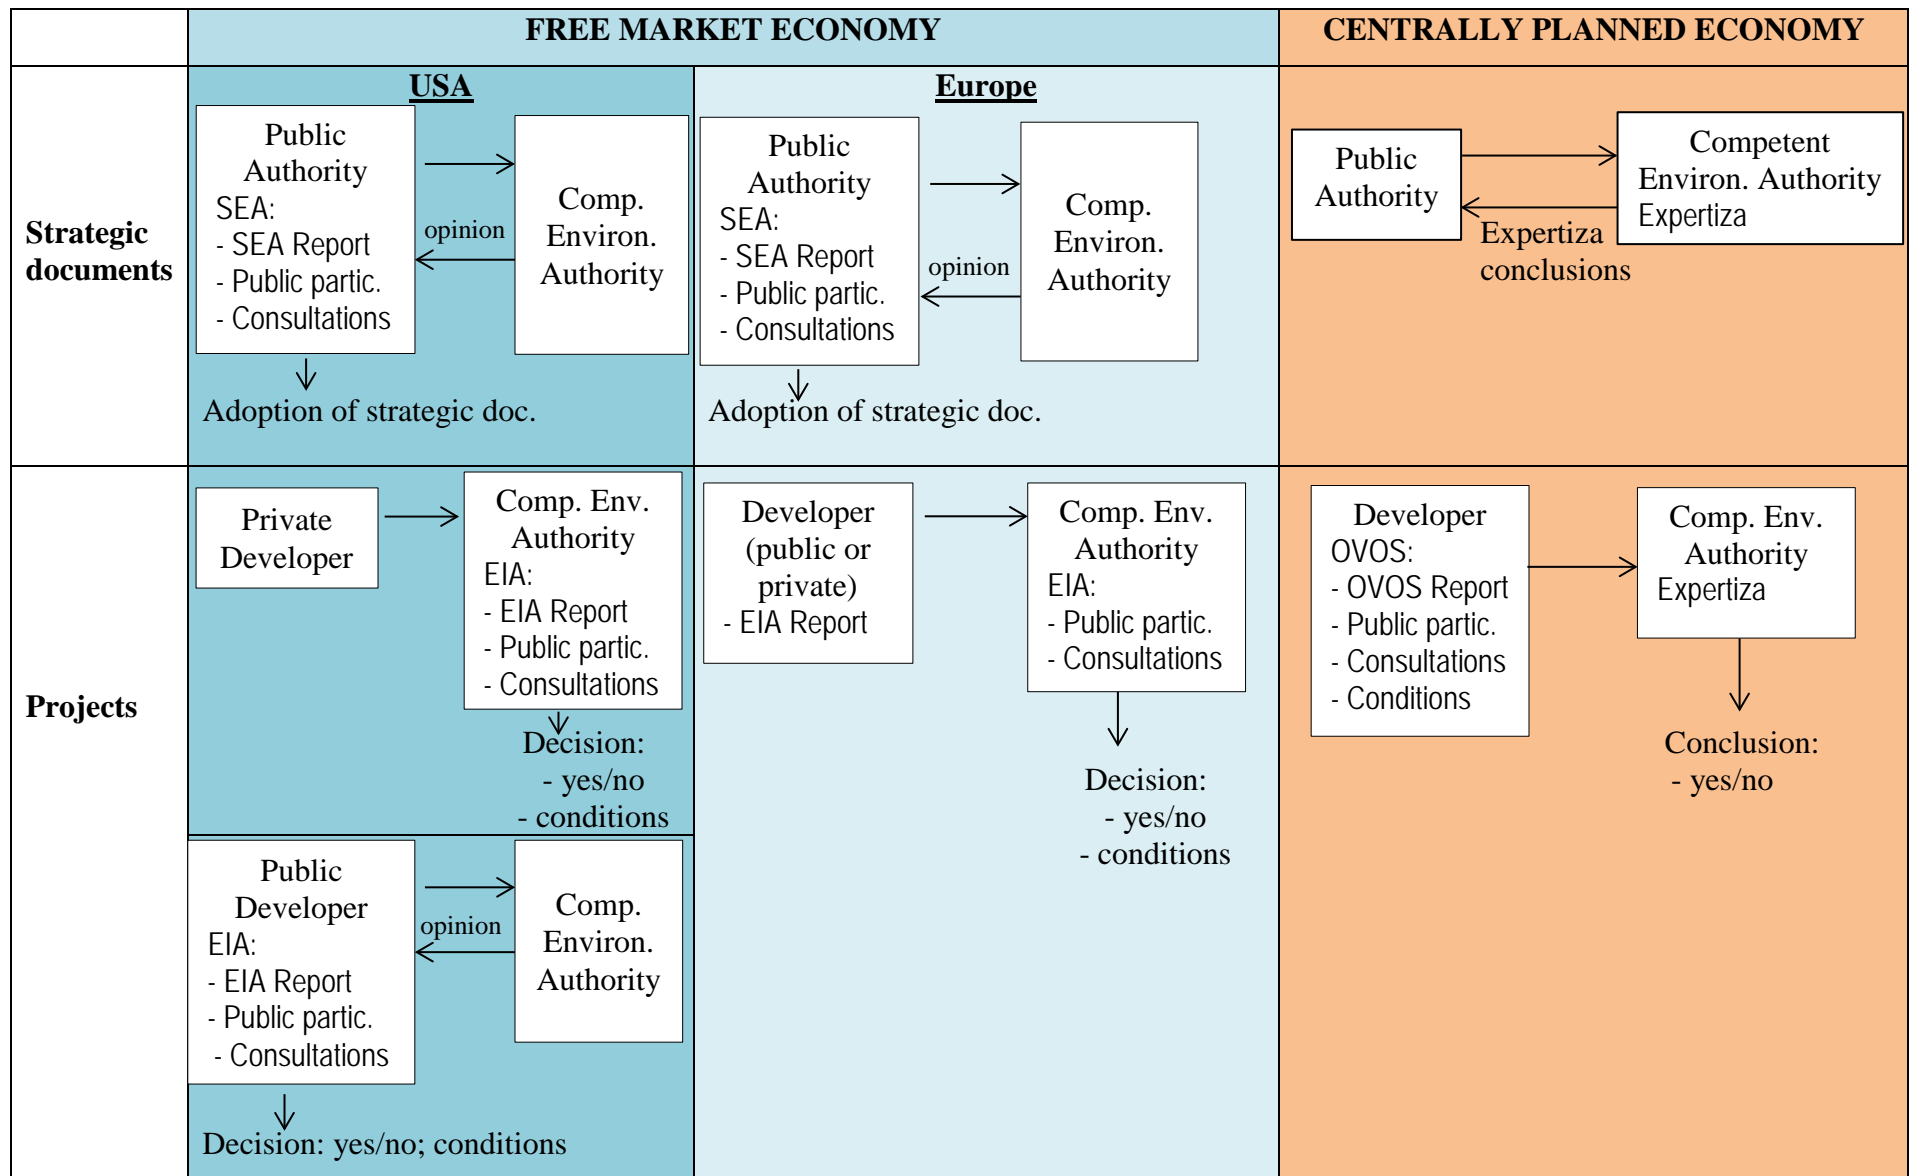 FREE MARKET ECONOMY
CENTRALLY PLANNED ECONOMY
Strategic
documents
USA
Public
Authority
SEA:
- SEA Report
- Public partic.
- Consultations
opinion
Comp.
Environ.
Authority
Adoption of strategic doc.
Europe
Public
Authority
SEA:
- SEA Report
- Public partic.
- Consultations
opinion
Comp.
Environ.
Authority
Adoption of strategic doc.
Public
Authority
Competent
Environ. Authority
Expertiza
Expertiza
conclusions
Projects
Private
Developer
Comp. Env.
Authority
EIA:
- EIA Report
- Public partic.
- Consultations
Decision:
- yes/no
- conditions
Public
Developer
EIA:
- EIA Report
- Public partic.
- Consultations
opinion
Comp.
Environ.
Authority
Decision: yes/no; conditions
Developer
(public or
private)
- EIA Report
Comp. Env.
Authority
EIA:
- Public partic.
- Consultations
Decision:
- yes/no
- conditions
Developer
OVOS:
- OVOS Report
- Public partic.
- Consultations
- Conditions
Comp. Env.
Authority
Expertiza
Conclusion:
- yes/no